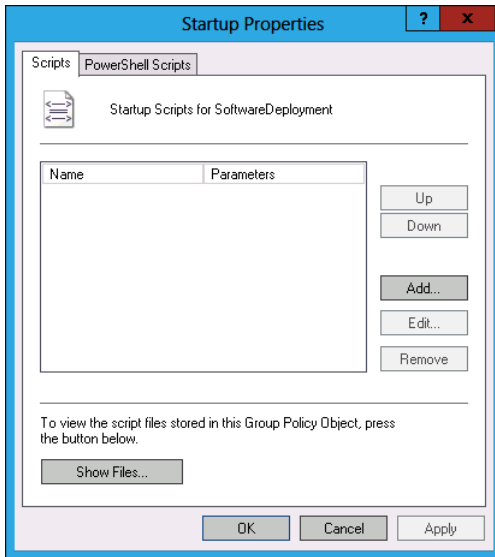 Startup Properties
? x
Scripts PowerShell Scripts
Startup Scripts for SoftwareDeployment
Name Parameters
Up
Down
Add...
Edit...
Remove
To view the script files stored in this Group Policy Object, press
the button below.
Show Files...
OK Cancel Apply